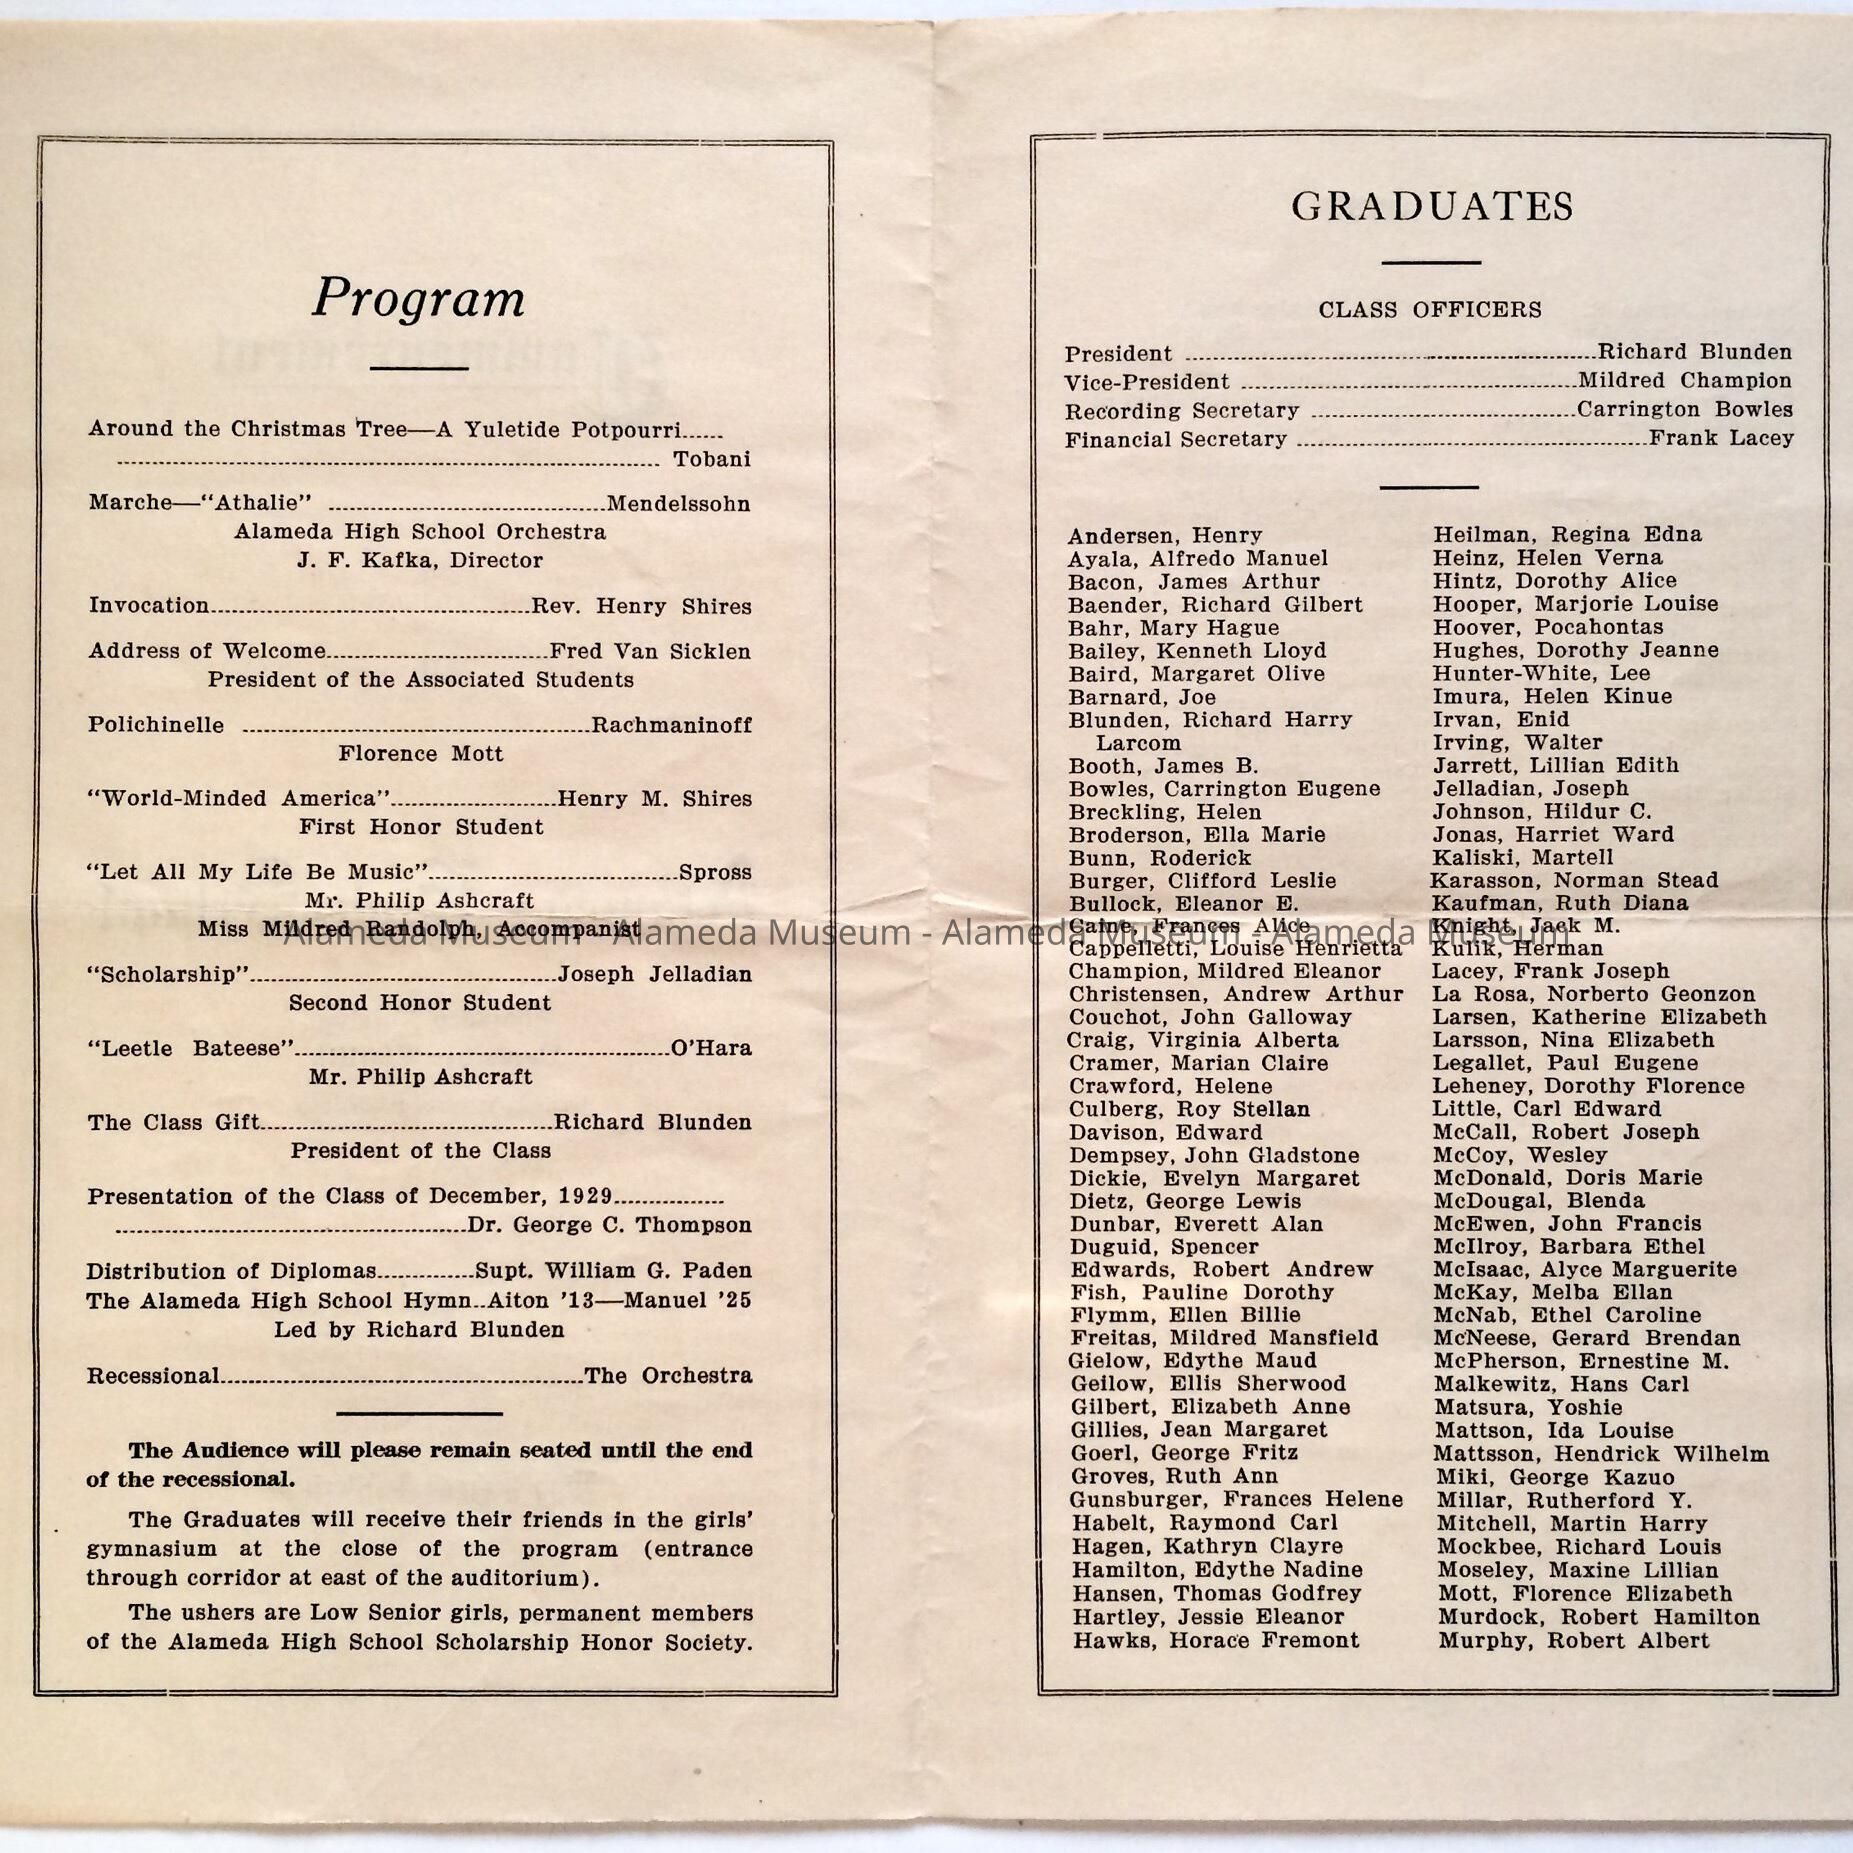 Program
Around the Christmas Tree—A Yuletide Potpourri......
...... Tobani
Marche—“Athalie” ......Mendelssohn
Alameda High School Orchestra
J. F. Kafka, Director
Invocation......Rev. Henry Shires
Address of Welcome......Fred Van Sicklen
President of the Associated Students
Polichinelle ......Rachmaninoff
Florence Mott
“World-Minded America”......Henry M. Shires
First Honor Student
“Let All My Life Be Music”......Spross
Mr. Philip Ashcraft
Miss Mildred Randolph, Accompanist
“Scholarship”......Joseph Jelladian
Second Honor Student
“Leetle Bateese”......O’Hara
Mr. Philip Ashcraft
The Class Gift......Richard Blunden
President of the Class
Presentation of the Class of December, 1929......
......Dr. George C. Thompson
Distribution of Diplomas......Supt. William G. Paden
The Alameda High School Hymn..Aiton ’13—Manuel ’25
Led by Richard Blunden
Recessional......The Orchestra
The Audience will please remain seated until the end
of the recessional.
The Graduates will receive their friends in the girls’
gymnasium at the close of the program (entrance
through corridor at east of the auditorium).
The ushers are Low Senior girls, permanent members
of the Alameda High School Scholarship Honor Society.
GRADUATES
CLASS OFFICERS
President ......Richard Blunden
Vice-President ......Mildred Champion
Recording Secretary ......Carrington Bowles
Financial Secretary ......Frank Lacey
Andersen, Henry
Ayala, Alfredo Manuel
Bacon, James Arthur
Baender, Richard Gilbert
Bahr, Mary Hague
Bailey, Kenneth Lloyd
Baird, Margaret Olive
Barnard, Joe
Blunden, Richard Harry
Larcom
Booth, James B.
Bowles, Carrington Eugene
Breckling, Helen
Broderson, Ella Marie
Bunn, Roderick
Burger, Clifford Leslie
Bullock, Eleanor E.
Caine, Frances Alice
Cappelletti, Louise Henrietta
Champion, Mildred Eleanor
Christensen, Andrew Arthur
Couchot, John Galloway
Craig, Virginia Alberta
Cramer, Marian Claire
Crawford, Helene
Culberg, Roy Stellan
Davison, Edward
Dempsey, John Gladstone
Dickie, Evelyn Margaret
Dietz, George Lewis
Dunbar, Everett Alan
Duguid, Spencer
Edwards, Robert Andrew
Fish, Pauline Dorothy
Flymm, Ellen Billie
Freitas, Mildred Mansfield
Gielow, Edythe Maud
Geilow, Ellis Sherwood
Gilbert, Elizabeth Anne
Gillies, Jean Margaret
Goerl, George Fritz
Groves, Ruth Ann
Gunsburger, Frances Helene
Habelt, Raymond Carl
Hagen, Kathryn Clayre
Hamilton, Edythe Nadine
Hansen, Thomas Godfrey
Hartley, Jessie Eleanor
Hawks, Horace Fremont
Heilman, Regina Edna
Heinz, Helen Verna
Hintz, Dorothy Alice
Hooper, Marjorie Louise
Hoover, Pocahontas
Hughes, Dorothy Jeanne
Hunter-White, Lee
Imura, Helen Kinue
Irvan, Enid
Irving, Walter
Jarrett, Lillian Edith
Jelladian, Joseph
Johnson, Hildur C.
Jonas, Harriet Ward
Kaliski, Martell
Karasson, Norman Stead
Kaufman, Ruth Diana
Knight, Jack M.
Kulik, Herman
Lacey, Frank Joseph
La Rosa, Norberto Geonzon
Larsen, Katherine Elizabeth
Larsson, Nina Elizabeth
Legallet, Paul Eugene
Leheney, Dorothy Florence
Little, Carl Edward
McCall, Robert Joseph
McCoy, Wesley
McDonald, Doris Marie
McDougal, Blenda
McEwen, John Francis
McIlroy, Barbara Ethel
McIsaac, Alyce Marguerite
McKay, Melba Ellan
McNab, Ethel Caroline
McNeese, Gerard Brendan
McPherson, Ernestine M.
Malkewitz, Hans Carl
Matsura, Yoshie
Mattson, Ida Louise
Mattsson, Hendrick Wilhelm
Miki, George Kazuo
Millar, Rutherford Y.
Mitchell, Martin Harry
Mockbee, Richard Louis
Moseley, Maxine Lillian
Mott, Florence Elizabeth
Murdock, Robert Hamilton
Murphy, Robert Albert
Alameda Museum - Alameda Museum - Alameda Museum - Alameda Museum